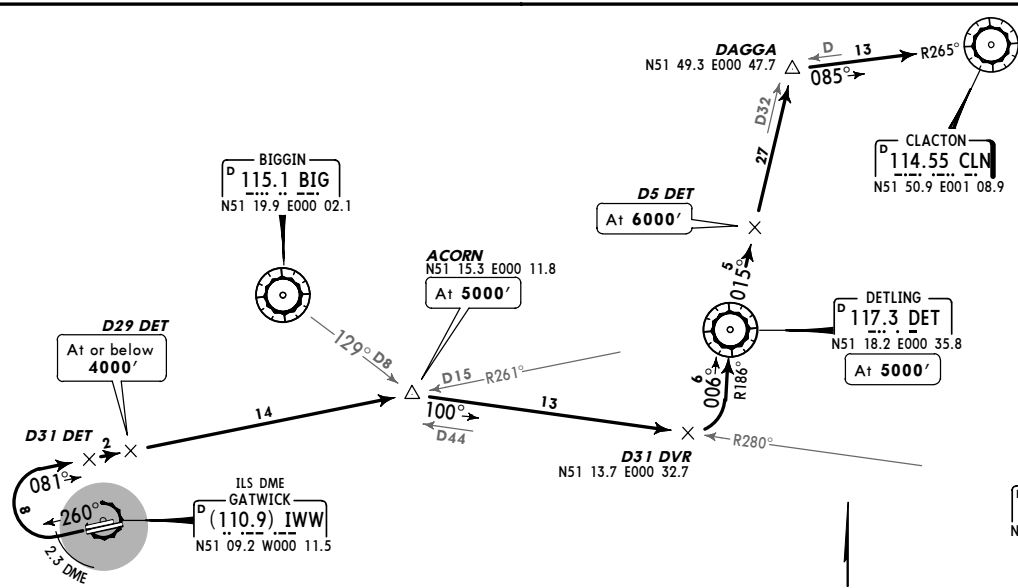 DAGGA
N51 49.3 E000 47.7
D
13
R265°
085°
D32
27
CLACTON
D 114.55 CLN
N51 50.9 E001 08.9
BIGGIN
D 115.1 BIG
N51 19.9 E000 02.1
D5 DET
At 6000'
5
015°
ACORN
N51 15.3 E000 11.8
At 5000'
DETLING
D 117.3 DET
N51 18.2 E000 35.8
At 5000'
D29 DET
At or below
4000'
129° D8
D15 R261°
6
006°
R186°
14
100°
13
D44
D31 DET
2
081°
D31 DVR
N51 13.7 E000 32.7
R280°
8
260°
2.3 DME
ILS DME
GATWICK
D (110.9) IWW
N51 09.2 W000 11.5
N